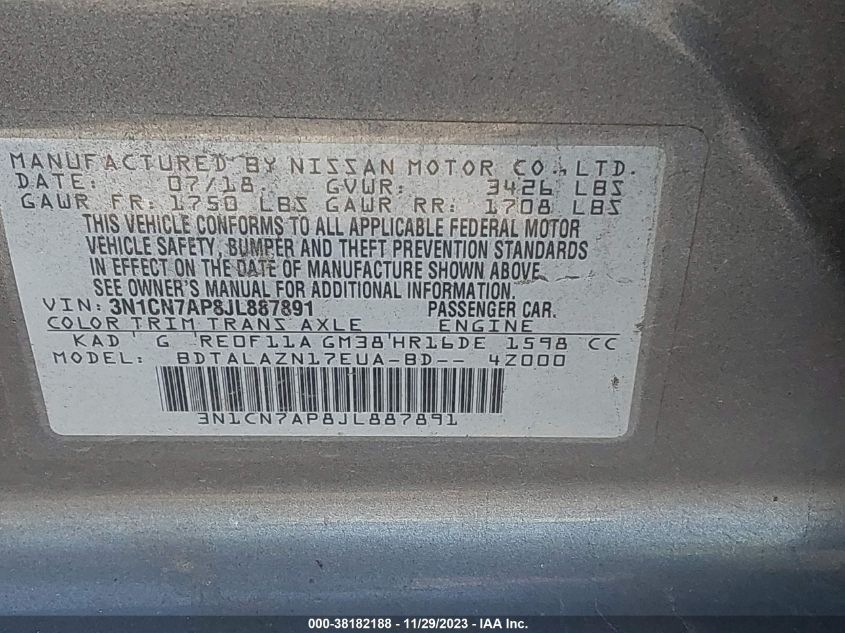 MANUFACTURED BY NISSAN MOTOR CO.,LTD.
DATE: 07/18 GVWR: 3426 LBS
GAWR FR: 1750 LBS GAWR RR: 1708 LBS
THIS VEHICLE CONFORMS TO ALL APPLICABLE FEDERAL MOTOR
VEHICLE SAFETY, BUMPER AND THEFT PREVENTION STANDARDS
IN EFFECT ON THE DATE OF MANUFACTURE SHOWN ABOVE.
SEE OWNER'S MANUAL FOR ADDITIONAL INFORMATION.
VIN: 3N1CN7AP8JL887891 PASSENGER CAR.
COLOR TRIM TRANS AXLE ENGINE
KAD G RE0F11A GM38 HR16DE 1598 CC
MODEL: BDTALAZN17EUA-BD-- 4Z000
3N1CN7AP8JL887891
000-38182188 - 11/29/2023 - IAA Inc.